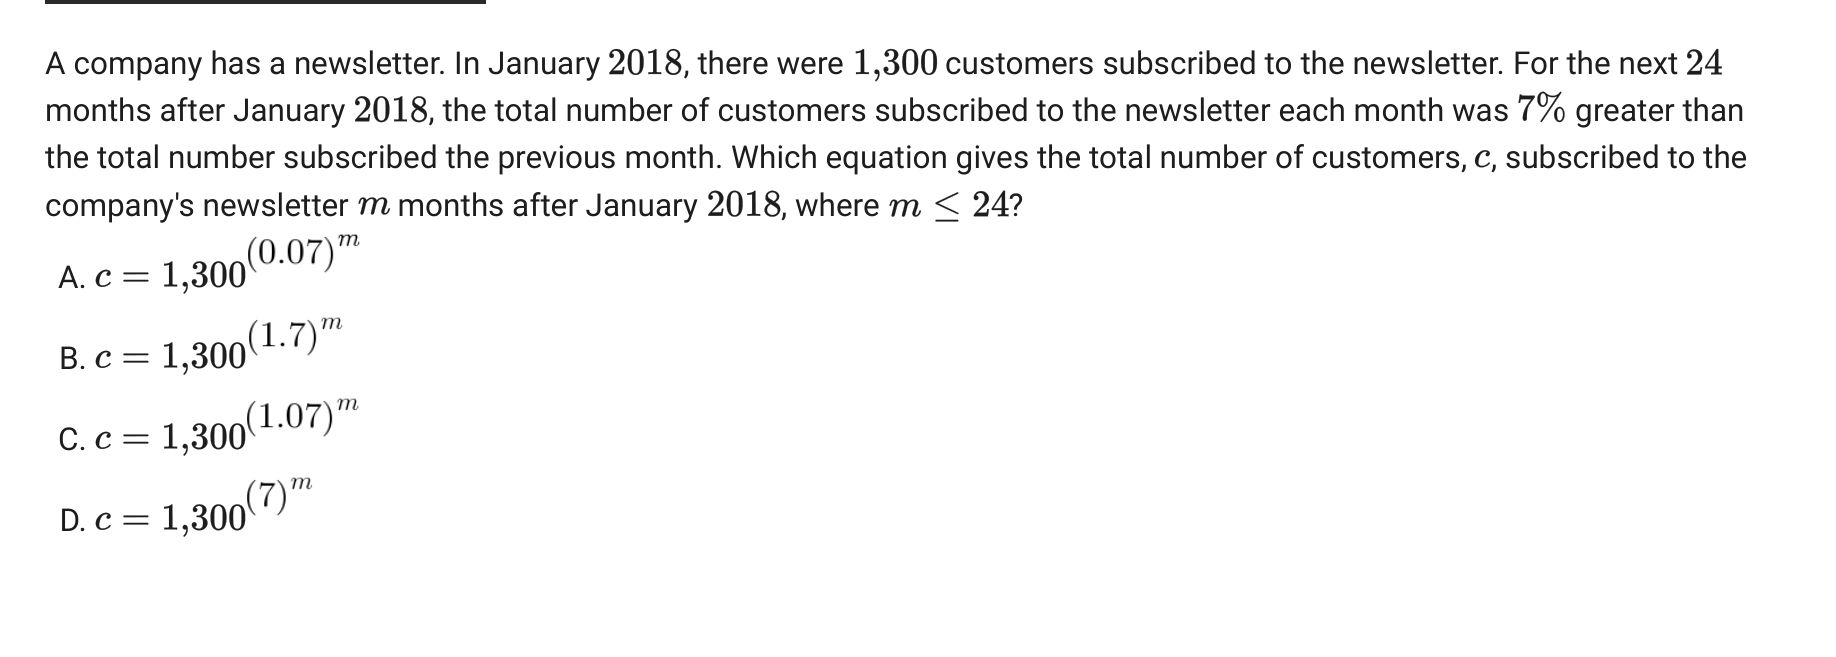 A company has a newsletter. In January 2018, there were 1,300 customers subscribed to the newsletter. For the next 24
months after January 2018, the total number of customers subscribed to the newsletter each month was 7% greater than
the total number subscribed the previous month. Which equation gives the total number of customers, c, subscribed to the
company's newsletter m months after January 2018, where m ≤ 24?
A. c = 1,300^{(0.07)^m}
B. c = 1,300^{(1.7)^m}
C. c = 1,300^{(1.07)^m}
D. c = 1,300^{(7)^m}